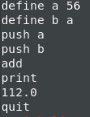 define a 56
define b a
push a
push b
add
print
112.0
quit